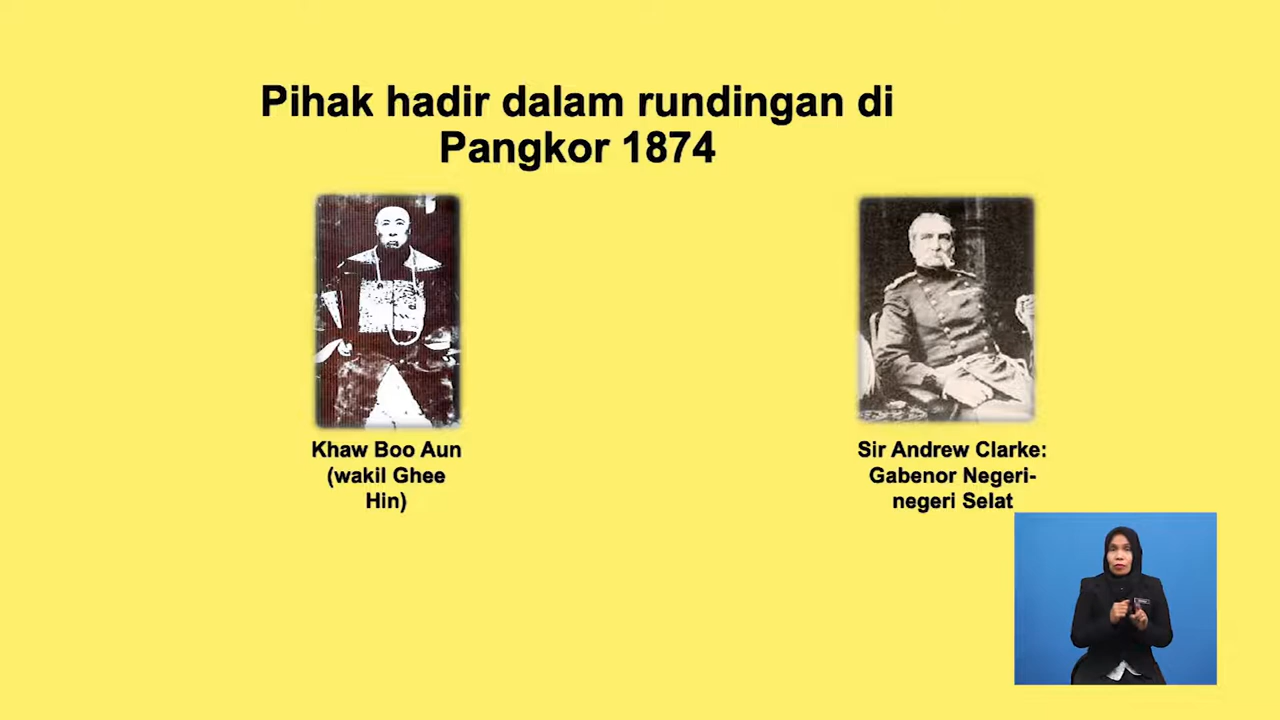 Pihak hadir dalam rundingan di
Pangkor 1874
Khaw Boo Aun
(wakil Ghee
Hin)
Sir Andrew Clarke:
Gabenor Negeri-
negeri Selat